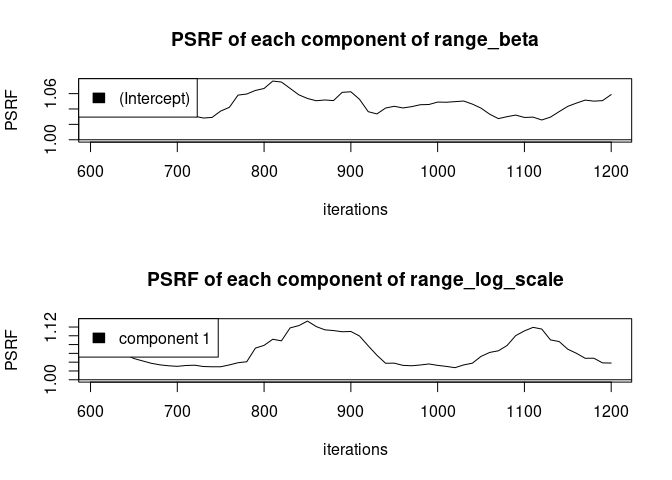 PSRF of each component of range_beta
PSRF
1.06
1.00
(Intercept)
600 700 800 900 1000 1100 1200
iterations
PSRF of each component of range_log_scale
PSRF
1.12
1.00
component 1
600 700 800 900 1000 1100 1200
iterations